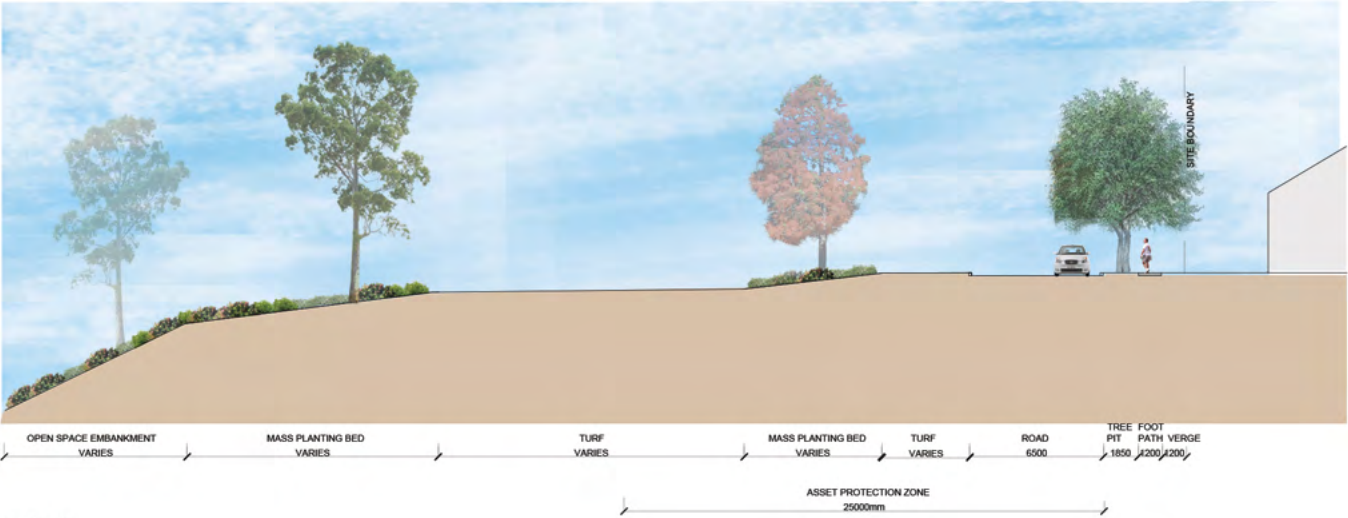 SITE BOUNDARY
TREE FOOT
OPEN SPACE EMBANKMENT MASS PLANTING BED TURF MASS PLANTING BED TURF ROAD PIT PATH VERGE
VARIES VARIES VARIES VARIES VARIES 6500 1850 1200 1200
ASSET PROTECTION ZONE
25000mm